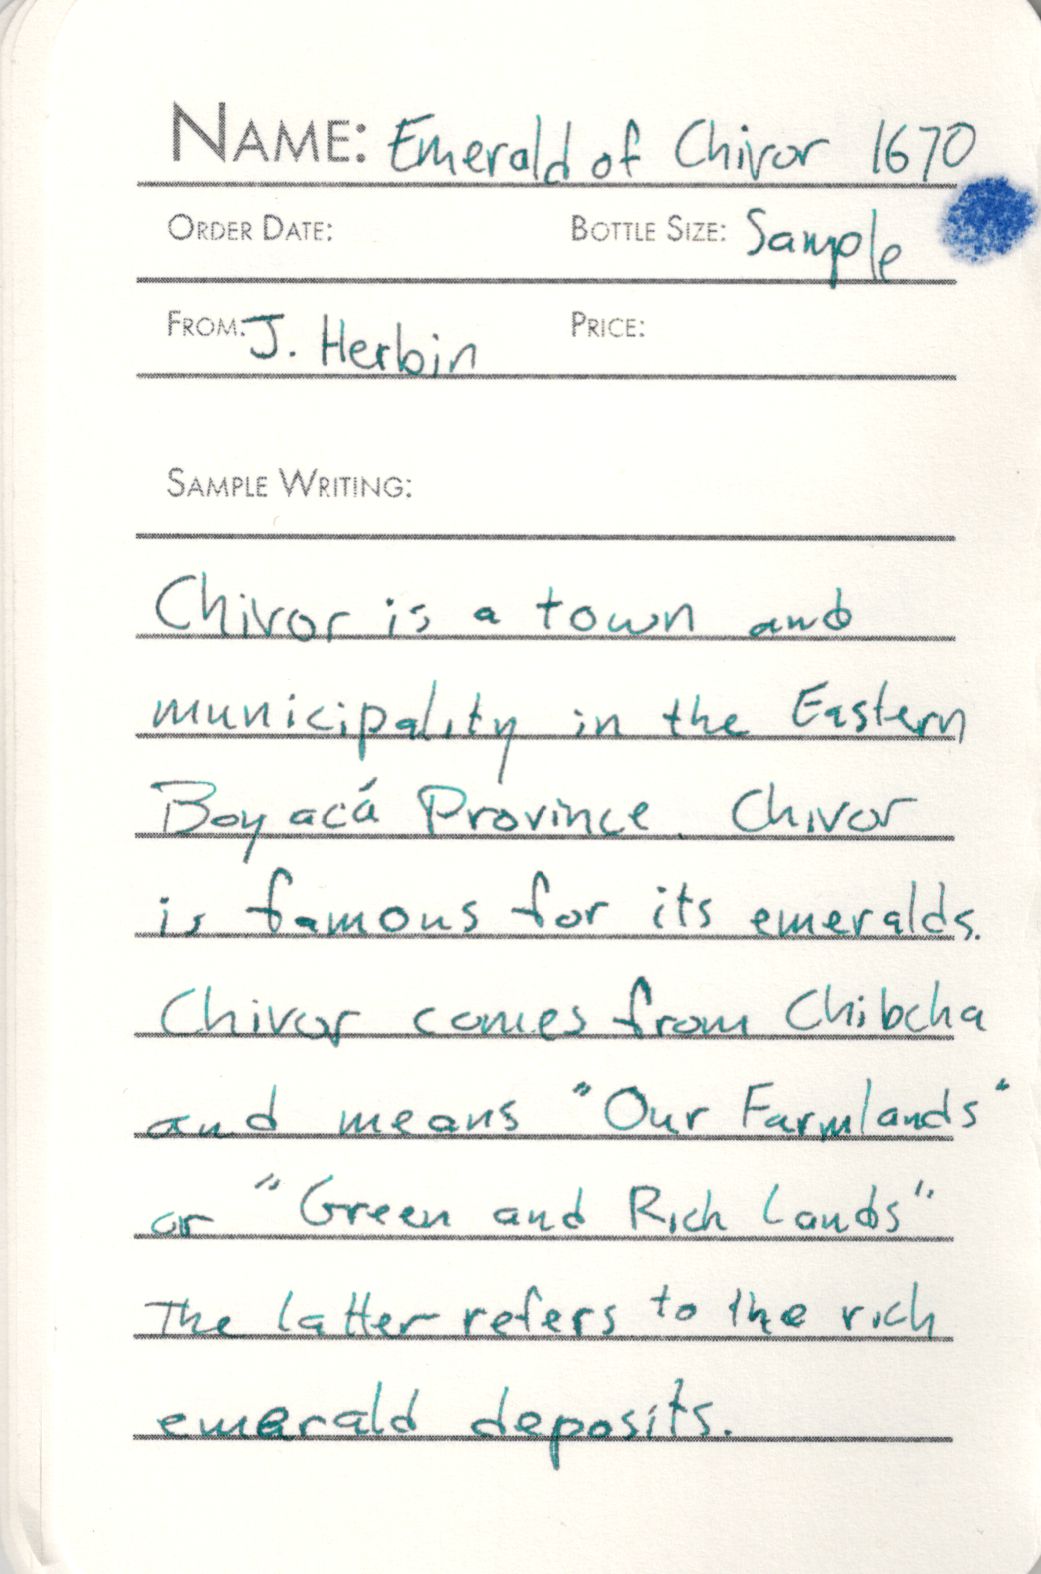 NAME: Emerald of Chivor 1670
ORDER DATE: BOTTLE SIZE: Sample
FROM: J. Herbin PRICE:
SAMPLE WRITING:
Chivor is a town and
municipality in the Eastern
Boyacá Province. Chivor
is famous for its emeralds.
Chivor comes from Chibcha
and means "Our Farmlands"
or "Green and Rich Lands"
The latter refers to the rich
emerald deposits.